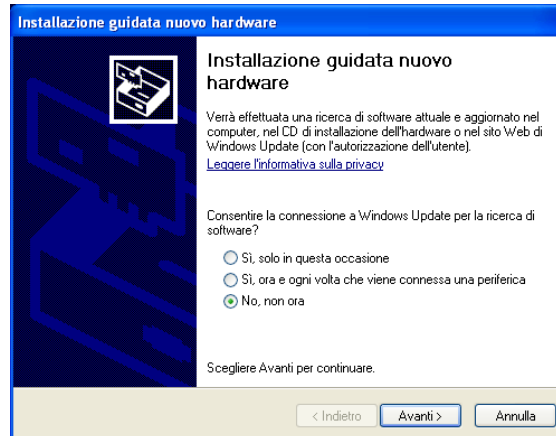 Installazione guidata nuovo hardware
Installazione guidata nuovo
hardware
Verrà effettuata una ricerca di software attuale e aggiornato nel
computer, nel CD di installazione dell'hardware o nel sito Web di
Windows Update (con l'autorizzazione dell'utente).
Leggere l'informativa sulla privacy
Consentire la connessione a Windows Update per la ricerca di
software?
Sì, solo in questa occasione
Sì, ora e ogni volta che viene connessa una periferica
No, non ora
Scegliere Avanti per continuare.
< Indietro Avanti > Annulla